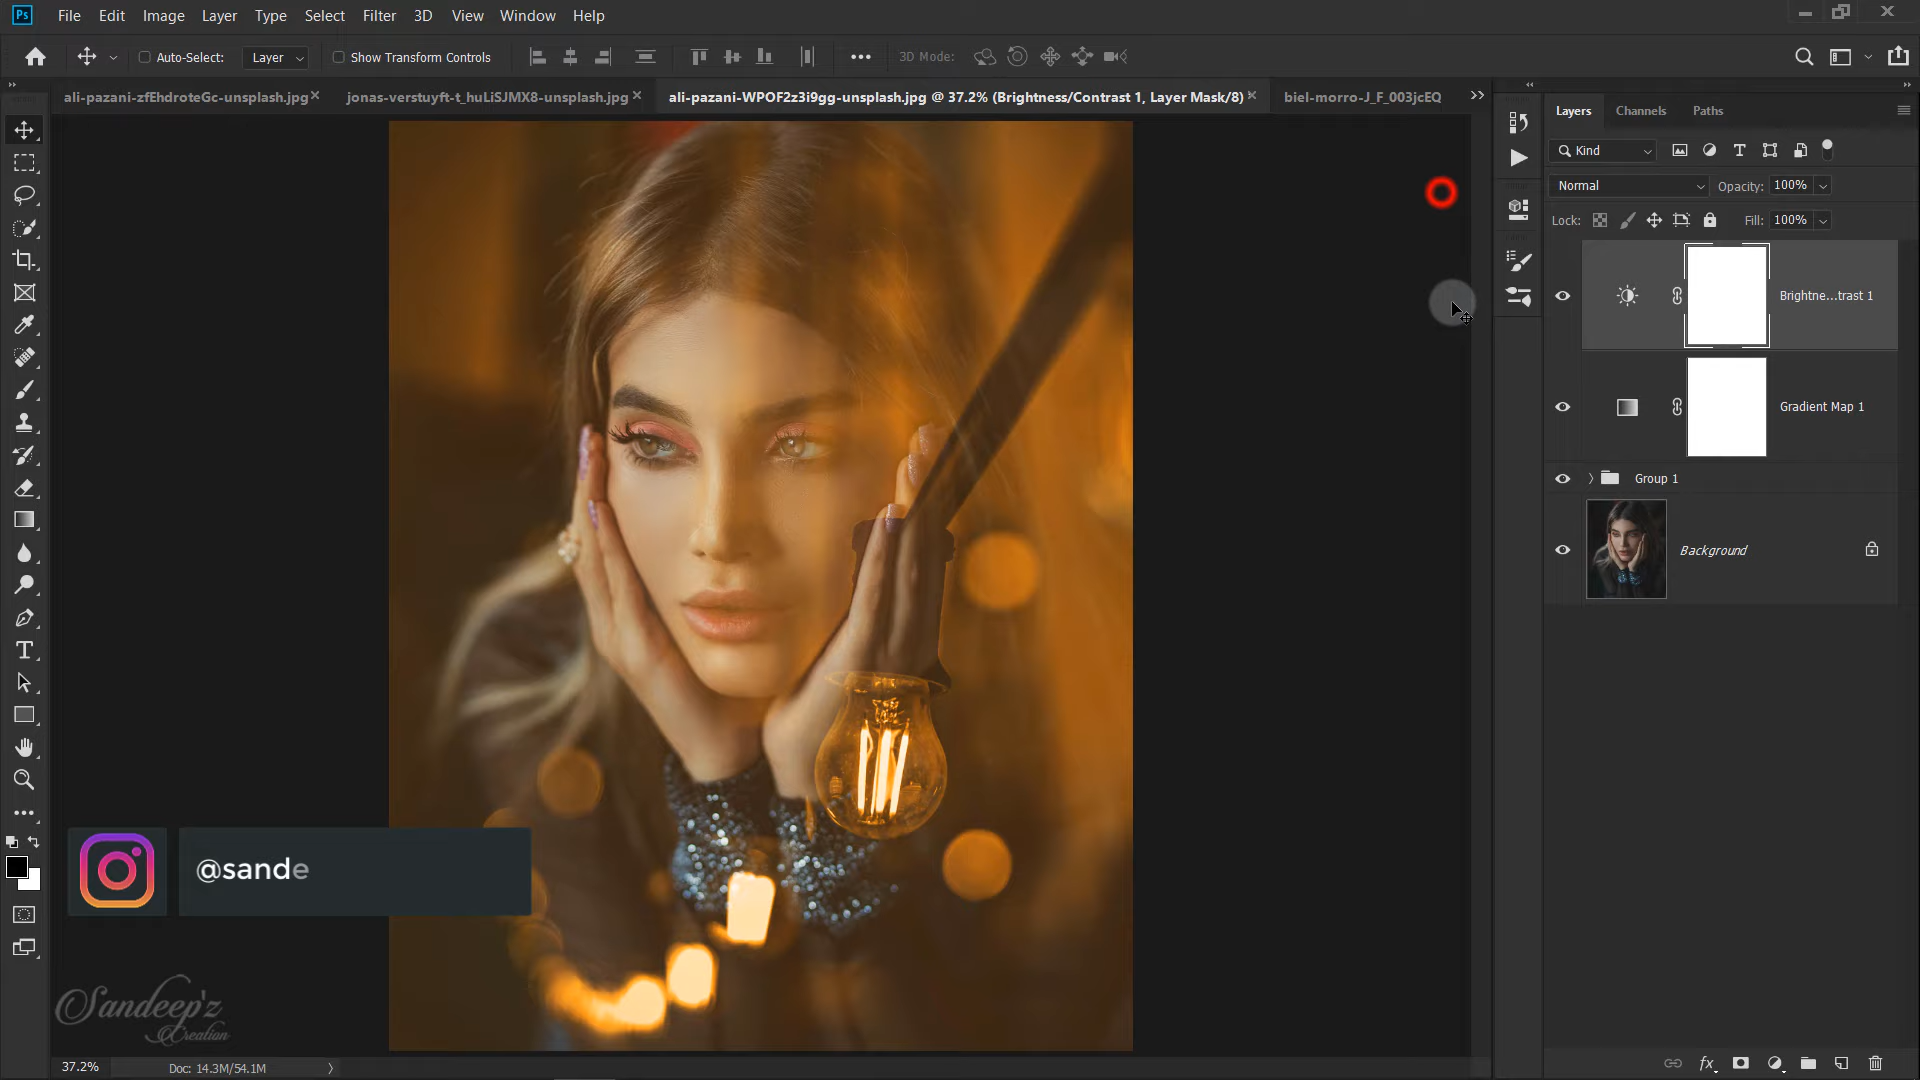 Ps File Edit Image Layer Type Select Filter 3D View Window Help
Auto-Select: Layer Show Transform Controls 3D Mode:
ali-pazani-zfEhdroteGc-unsplash.jpg jonas-verstuyft-t_huLiSJMX8-unsplash.jpg ali-pazani-WPOF2z3i9gg-unsplash.jpg @ 37.2% (Brightness/Contrast 1, Layer Mask/8) biel-morro-J_F_003jcEQ
Layers Channels Paths
Kind
Normal Opacity: 100%
Lock: Fill: 100%
Brightne...trast 1
Gradient Map 1
Group 1
Background
@sande
Sandeep'z
Creation
37.2% Doc: 14.3M/54.1M
fx